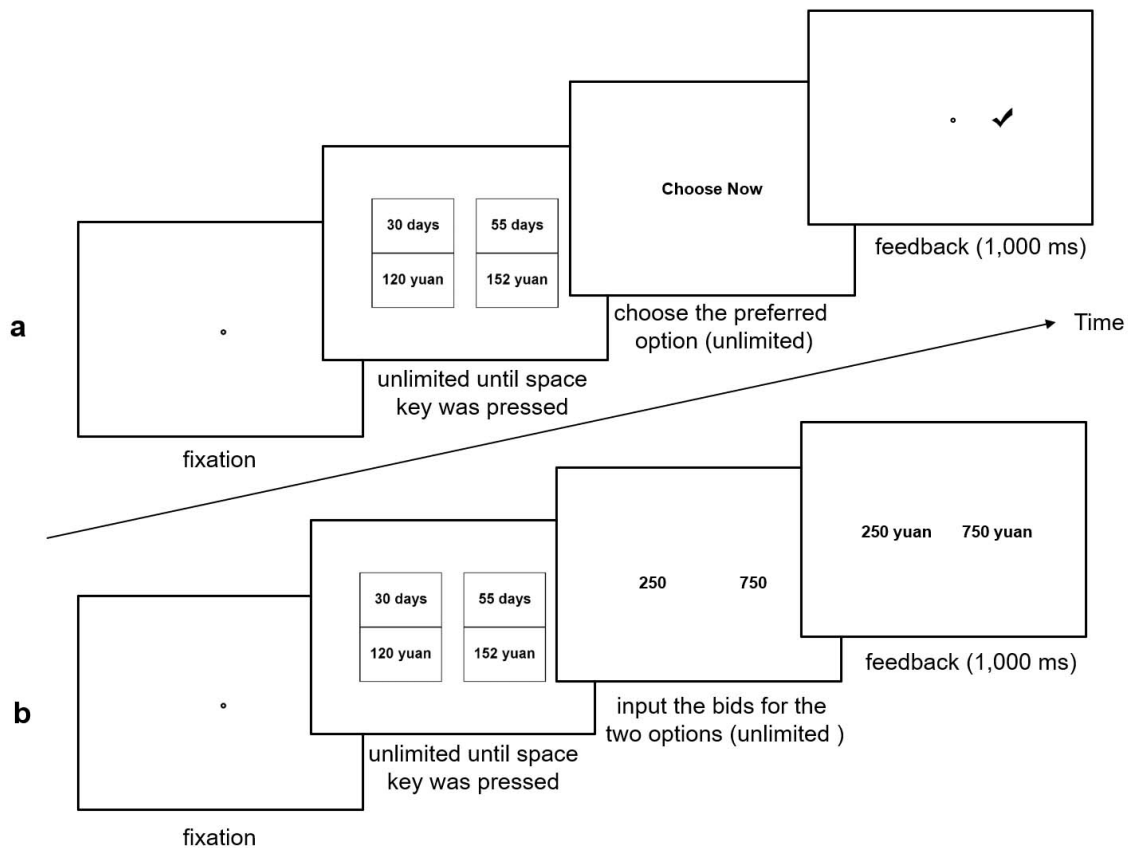 a
fixation
30 days
55 days
120 yuan
152 yuan
unlimited until space
key was pressed
Choose Now
choose the preferred
option (unlimited)
feedback (1,000 ms)
Time
b
fixation
30 days
55 days
120 yuan
152 yuan
unlimited until space
key was pressed
250
750
input the bids for the
two options (unlimited )
250 yuan
750 yuan
feedback (1,000 ms)